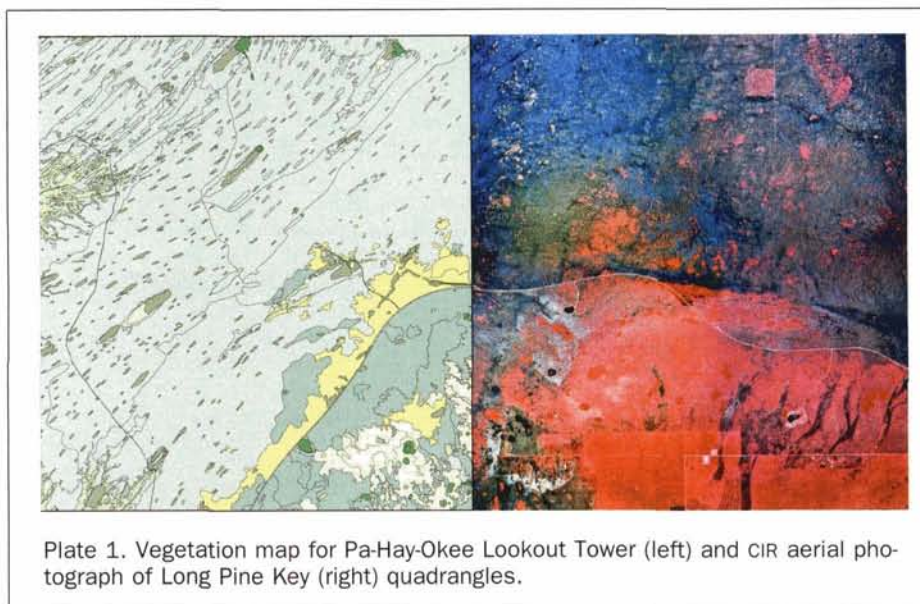 Plate 1. Vegetation map for Pa-Hay-Okee Lookout Tower (left) and CIR aerial pho-
tograph of Long Pine Key (right) quadrangles.